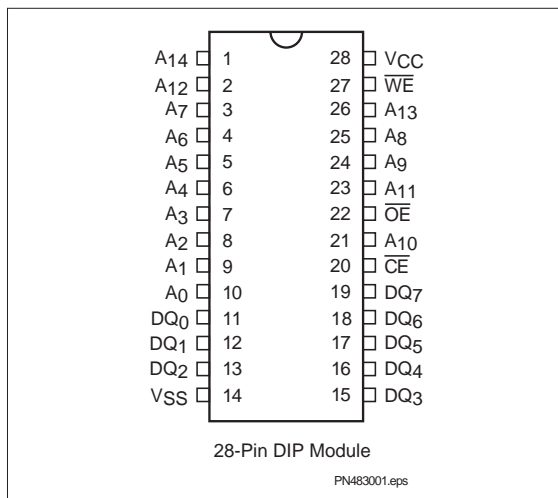 A14 1 28 VCC
A12 2 27 W̅E̅
A7 3 26 A13
A6 4 25 A8
A5 5 24 A9
A4 6 23 A11
A3 7 22 O̅E̅
A2 8 21 A10
A1 9 20 C̅E̅
A0 10 19 DQ7
DQ0 11 18 DQ6
DQ1 12 17 DQ5
DQ2 13 16 DQ4
VSS 14 15 DQ3
28-Pin DIP Module
PN483001.eps